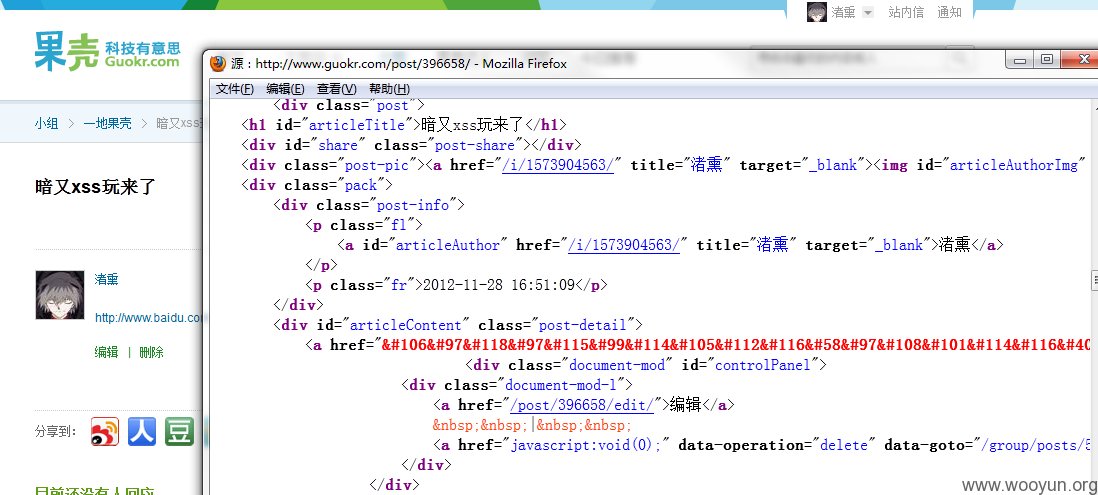 渚熏 站内信 通知
果壳 科技有意思
Guokr.com
源：http://www.guokr.com/post/396658/ - Mozilla Firefox
文件(F) 编辑(E) 查看(V) 帮助(H)
小组 > 一地果壳 > 暗又xss
暗又xss玩来了
渚熏
http://www.baidu.co
编辑 | 删除
分享到：
人 豆
目前还没有人回应
<div class="post">
<h1 id="articleTitle">暗又xss玩来了</h1>
<div id="share" class="post-share"></div>
<div class="post-pic"><a href="/i/1573904563/" title="渚熏" target="_blank"><img id="articleAuthorImg"
<div class="pack">
<div class="post-info">
<p class="fl">
<a id="articleAuthor" href="/i/1573904563/" title="渚熏" target="_blank">渚熏</a>
</p>
<p class="fr">2012-11-28 16:51:09</p>
</div>
<div id="articleContent" class="post-detail">
<a href="&#106&#97&#118&#97&#115&#99&#114&#105&#112&#116&#58&#97&#108&#101&#114&#116&#40
<div class="document-mod" id="controlPanel">
<div class="document-mod-l">
<a href="/post/396658/edit/">编辑</a>
&nbsp;&nbsp;|&nbsp;&nbsp;
<a href="javascript:void(0);" data-operation="delete" data-goto="/group/posts/5
</div>
</div>
www.wooyun.org